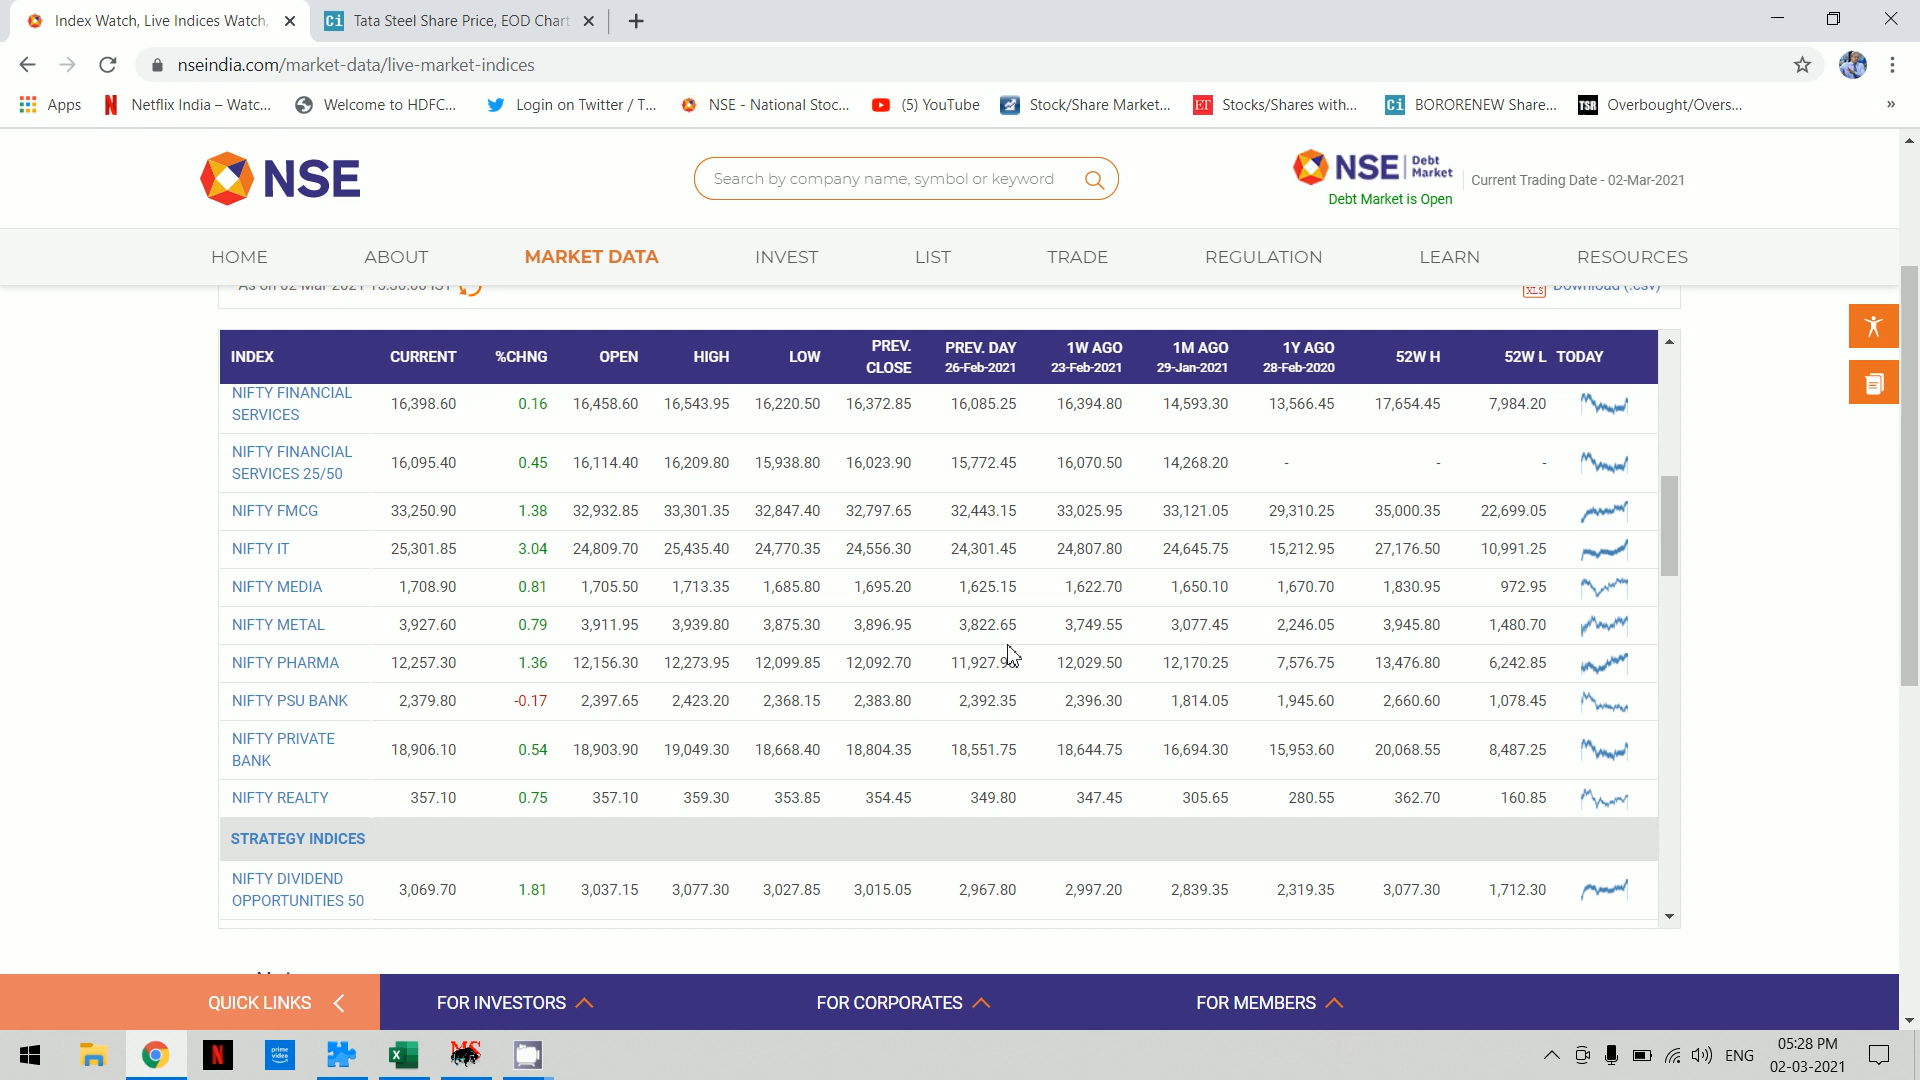 Index Watch, Live Indices Watch,
Tata Steel Share Price, EOD Chart
nseindia.com/market-data/live-market-indices
Apps
Netflix India – Watc...
Welcome to HDFC...
Login on Twitter / T...
NSE - National Stoc...
(5) YouTube
Stock/Share Market...
ET Stocks/Shares with...
Ci BORORENEW Share...
TSR Overbought/Overs...
NSE
Search by company name, symbol or keyword
NSE Debt Market
Debt Market is Open
Current Trading Date - 02-Mar-2021
HOME ABOUT MARKET DATA INVEST LIST TRADE REGULATION LEARN RESOURCES
As on 02 Mar 2021 15:30:00 IST
XLS Download (.csv)
INDEX CURRENT %CHNG OPEN HIGH LOW PREV. CLOSE PREV. DAY 26-Feb-2021 1W AGO 23-Feb-2021 1M AGO 29-Jan-2021 1Y AGO 28-Feb-2020 52W H 52W L TODAY
NIFTY FINANCIAL SERVICES 16,398.60 0.16 16,458.60 16,543.95 16,220.50 16,372.85 16,085.25 16,394.80 14,593.30 13,566.45 17,654.45 7,984.20
NIFTY FINANCIAL SERVICES 25/50 16,095.40 0.45 16,114.40 16,209.80 15,938.80 16,023.90 15,772.45 16,070.50 14,268.20 - - -
NIFTY FMCG 33,250.90 1.38 32,932.85 33,301.35 32,847.40 32,797.65 32,443.15 33,025.95 33,121.05 29,310.25 35,000.35 22,699.05
NIFTY IT 25,301.85 3.04 24,809.70 25,435.40 24,770.35 24,556.30 24,301.45 24,807.80 24,645.75 15,212.95 27,176.50 10,991.25
NIFTY MEDIA 1,708.90 0.81 1,705.50 1,713.35 1,685.80 1,695.20 1,625.15 1,622.70 1,650.10 1,670.70 1,830.95 972.95
NIFTY METAL 3,927.60 0.79 3,911.95 3,939.80 3,875.30 3,896.95 3,822.65 3,749.55 3,077.45 2,246.05 3,945.80 1,480.70
NIFTY PHARMA 12,257.30 1.36 12,156.30 12,273.95 12,099.85 12,092.70 12,029.50 12,170.25 7,576.75 13,476.80 6,242.85
NIFTY PSU BANK 2,379.80 -0.17 2,397.65 2,423.20 2,368.15 2,383.80 2,392.35 2,396.30 1,814.05 1,945.60 2,660.60 1,078.45
NIFTY PRIVATE BANK 18,906.10 0.54 18,903.90 19,049.30 18,668.40 18,804.35 18,551.75 18,644.75 16,694.30 15,953.60 20,068.55 8,487.25
NIFTY REALTY 357.10 0.75 357.10 359.30 353.85 354.45 349.80 347.45 305.65 280.55 362.70 160.85
STRATEGY INDICES
NIFTY DIVIDEND OPPORTUNITIES 50 3,069.70 1.81 3,037.15 3,077.30 3,027.85 3,015.05 2,967.80 2,997.20 2,839.35 2,319.35 3,077.30 1,712.30
QUICK LINKS FOR INVESTORS FOR CORPORATES FOR MEMBERS
prime video
MS
ENG
05:28 PM
02-03-2021